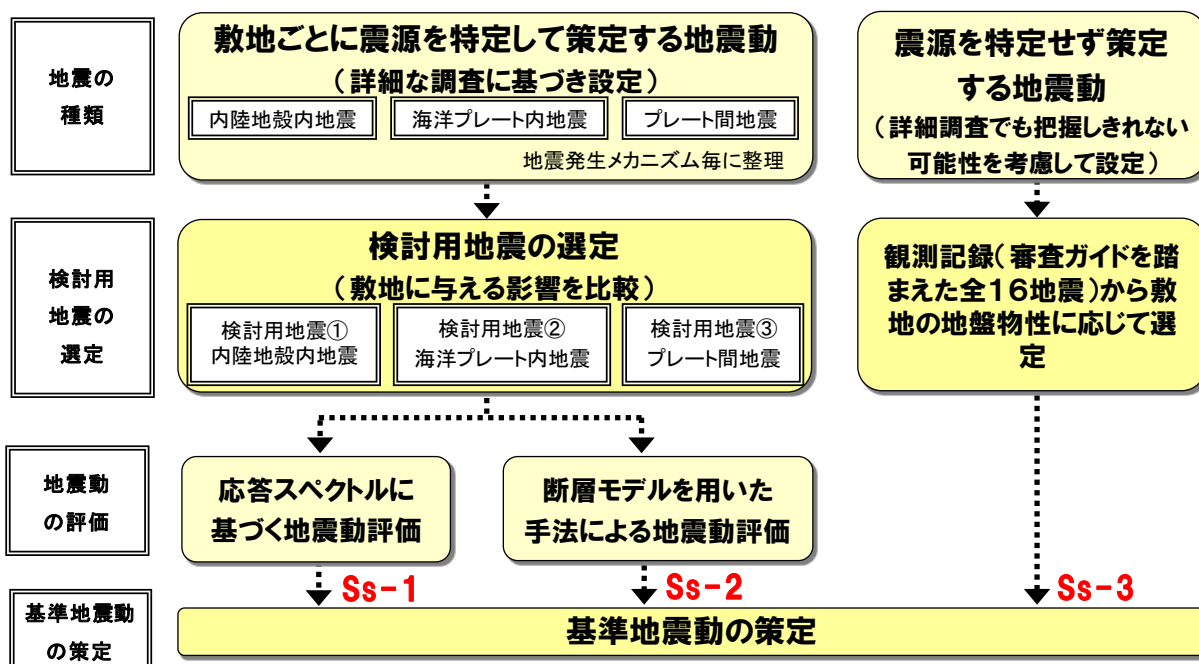 地震の
種類
敷地ごとに震源を特定して策定する地震動
（詳細な調査に基づき設定）
内陸地殻内地震
海洋プレート内地震
プレート間地震
地震発生メカニズム毎に整理
震源を特定せず策定
する地震動
（詳細調査でも把握しきれない
可能性を考慮して設定）
検討用
地震の
選定
検討用地震の選定
（敷地に与える影響を比較）
検討用地震①
内陸地殻内地震
検討用地震②
海洋プレート内地震
検討用地震③
プレート間地震
観測記録（審査ガイドを踏
まえた全１６地震）から敷
地の地盤物性に応じて選
定
地震動
の評価
応答スペクトルに
基づく地震動評価
断層モデルを用いた
手法による地震動評価
Ss-1
Ss-2
Ss-3
基準地震動
の策定
基準地震動の策定